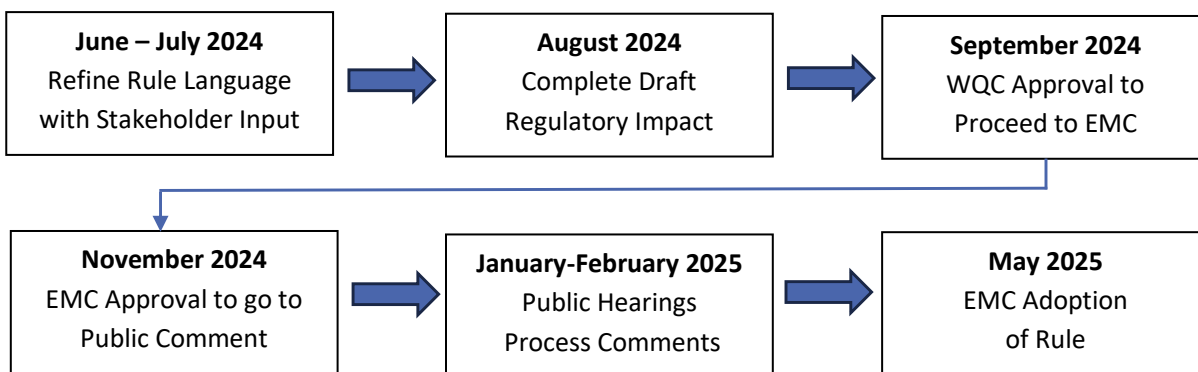 June – July 2024
Refine Rule Language
with Stakeholder Input
August 2024
Complete Draft
Regulatory Impact
September 2024
WQC Approval to
Proceed to EMC
November 2024
EMC Approval to go to
Public Comment
January-February 2025
Public Hearings
Process Comments
May 2025
EMC Adoption
of Rule